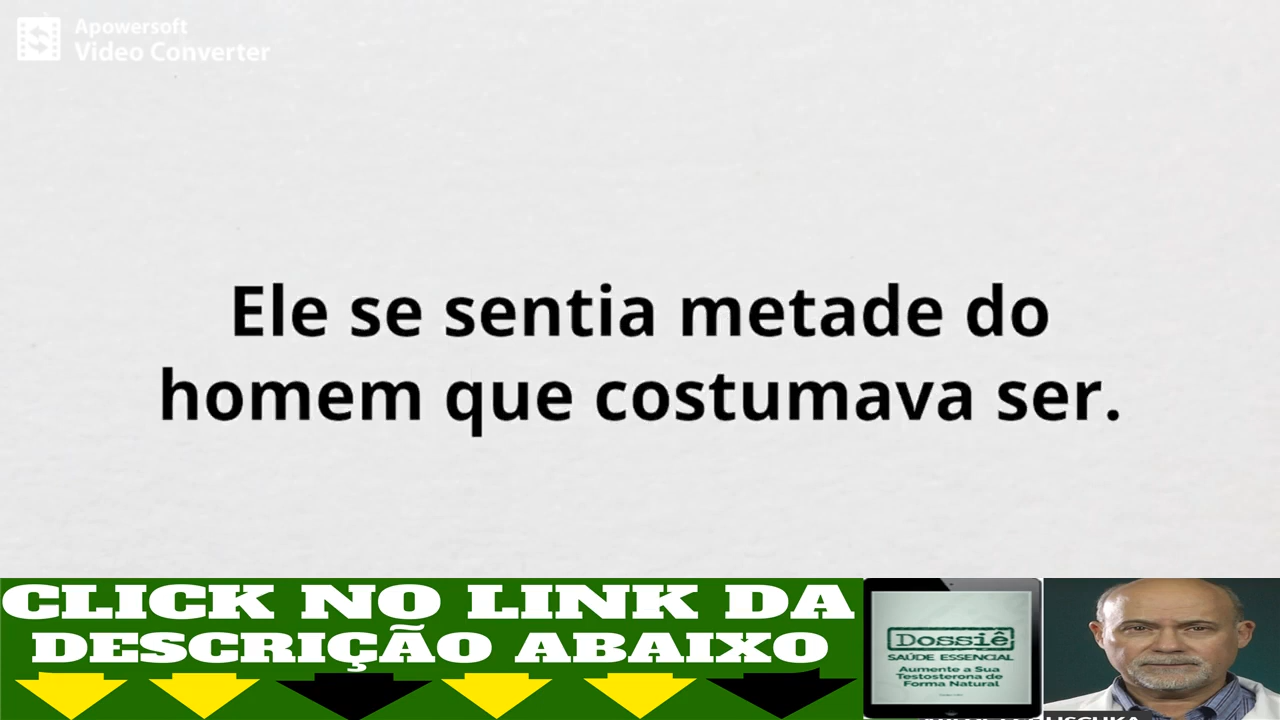 Apowersoft
Video Converter
Ele se sentia metade do
homem que costumava ser.
CLICK NO LINK DA
DESCRIÇÃO ABAIXO
Dossiê
SAÚDE ESSENCIAL
Aumente a Sua
Testosterona de
Forma Natural